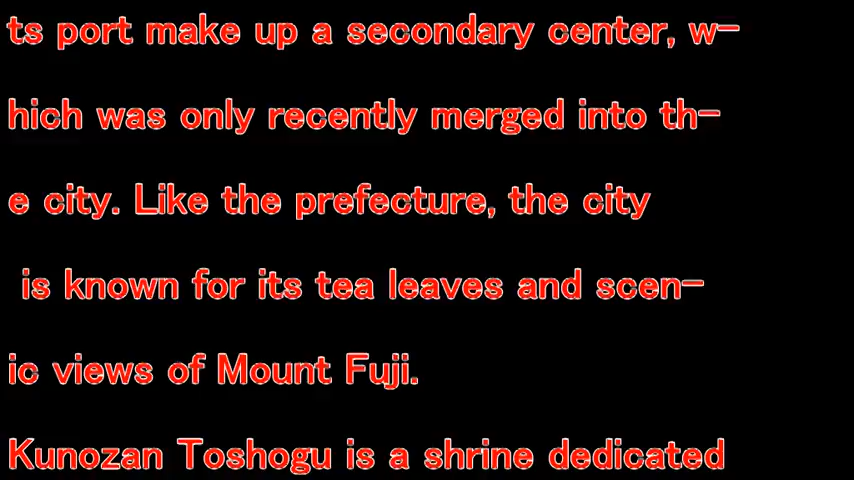 ts port make up a secondary center, w-
hich was only recently merged into th-
e city. Like the prefecture, the city
is known for its tea leaves and scen-
ic views of Mount Fuji.
Kunozan Toshogu is a shrine dedicated